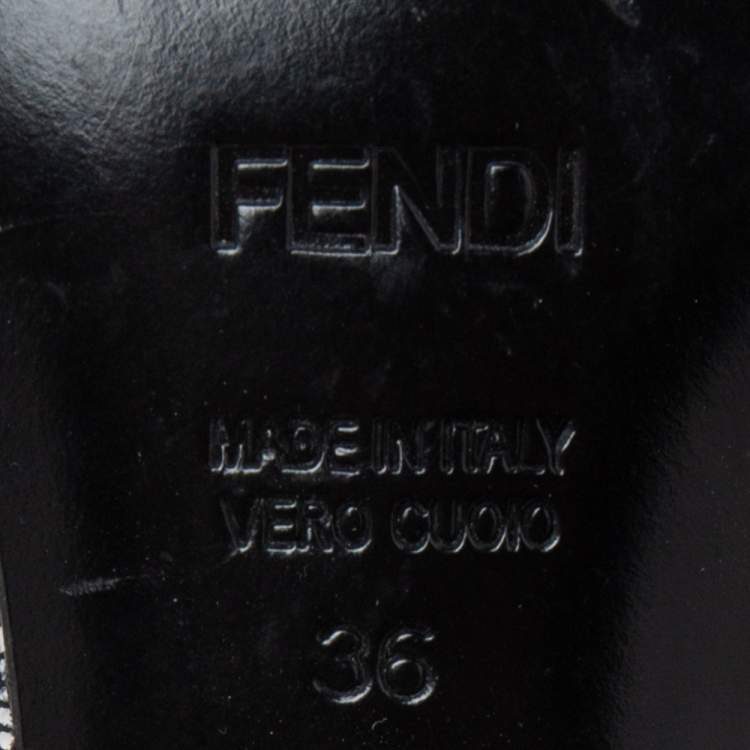 FENDI
MADE IN ITALY
VERO CUOIO
36